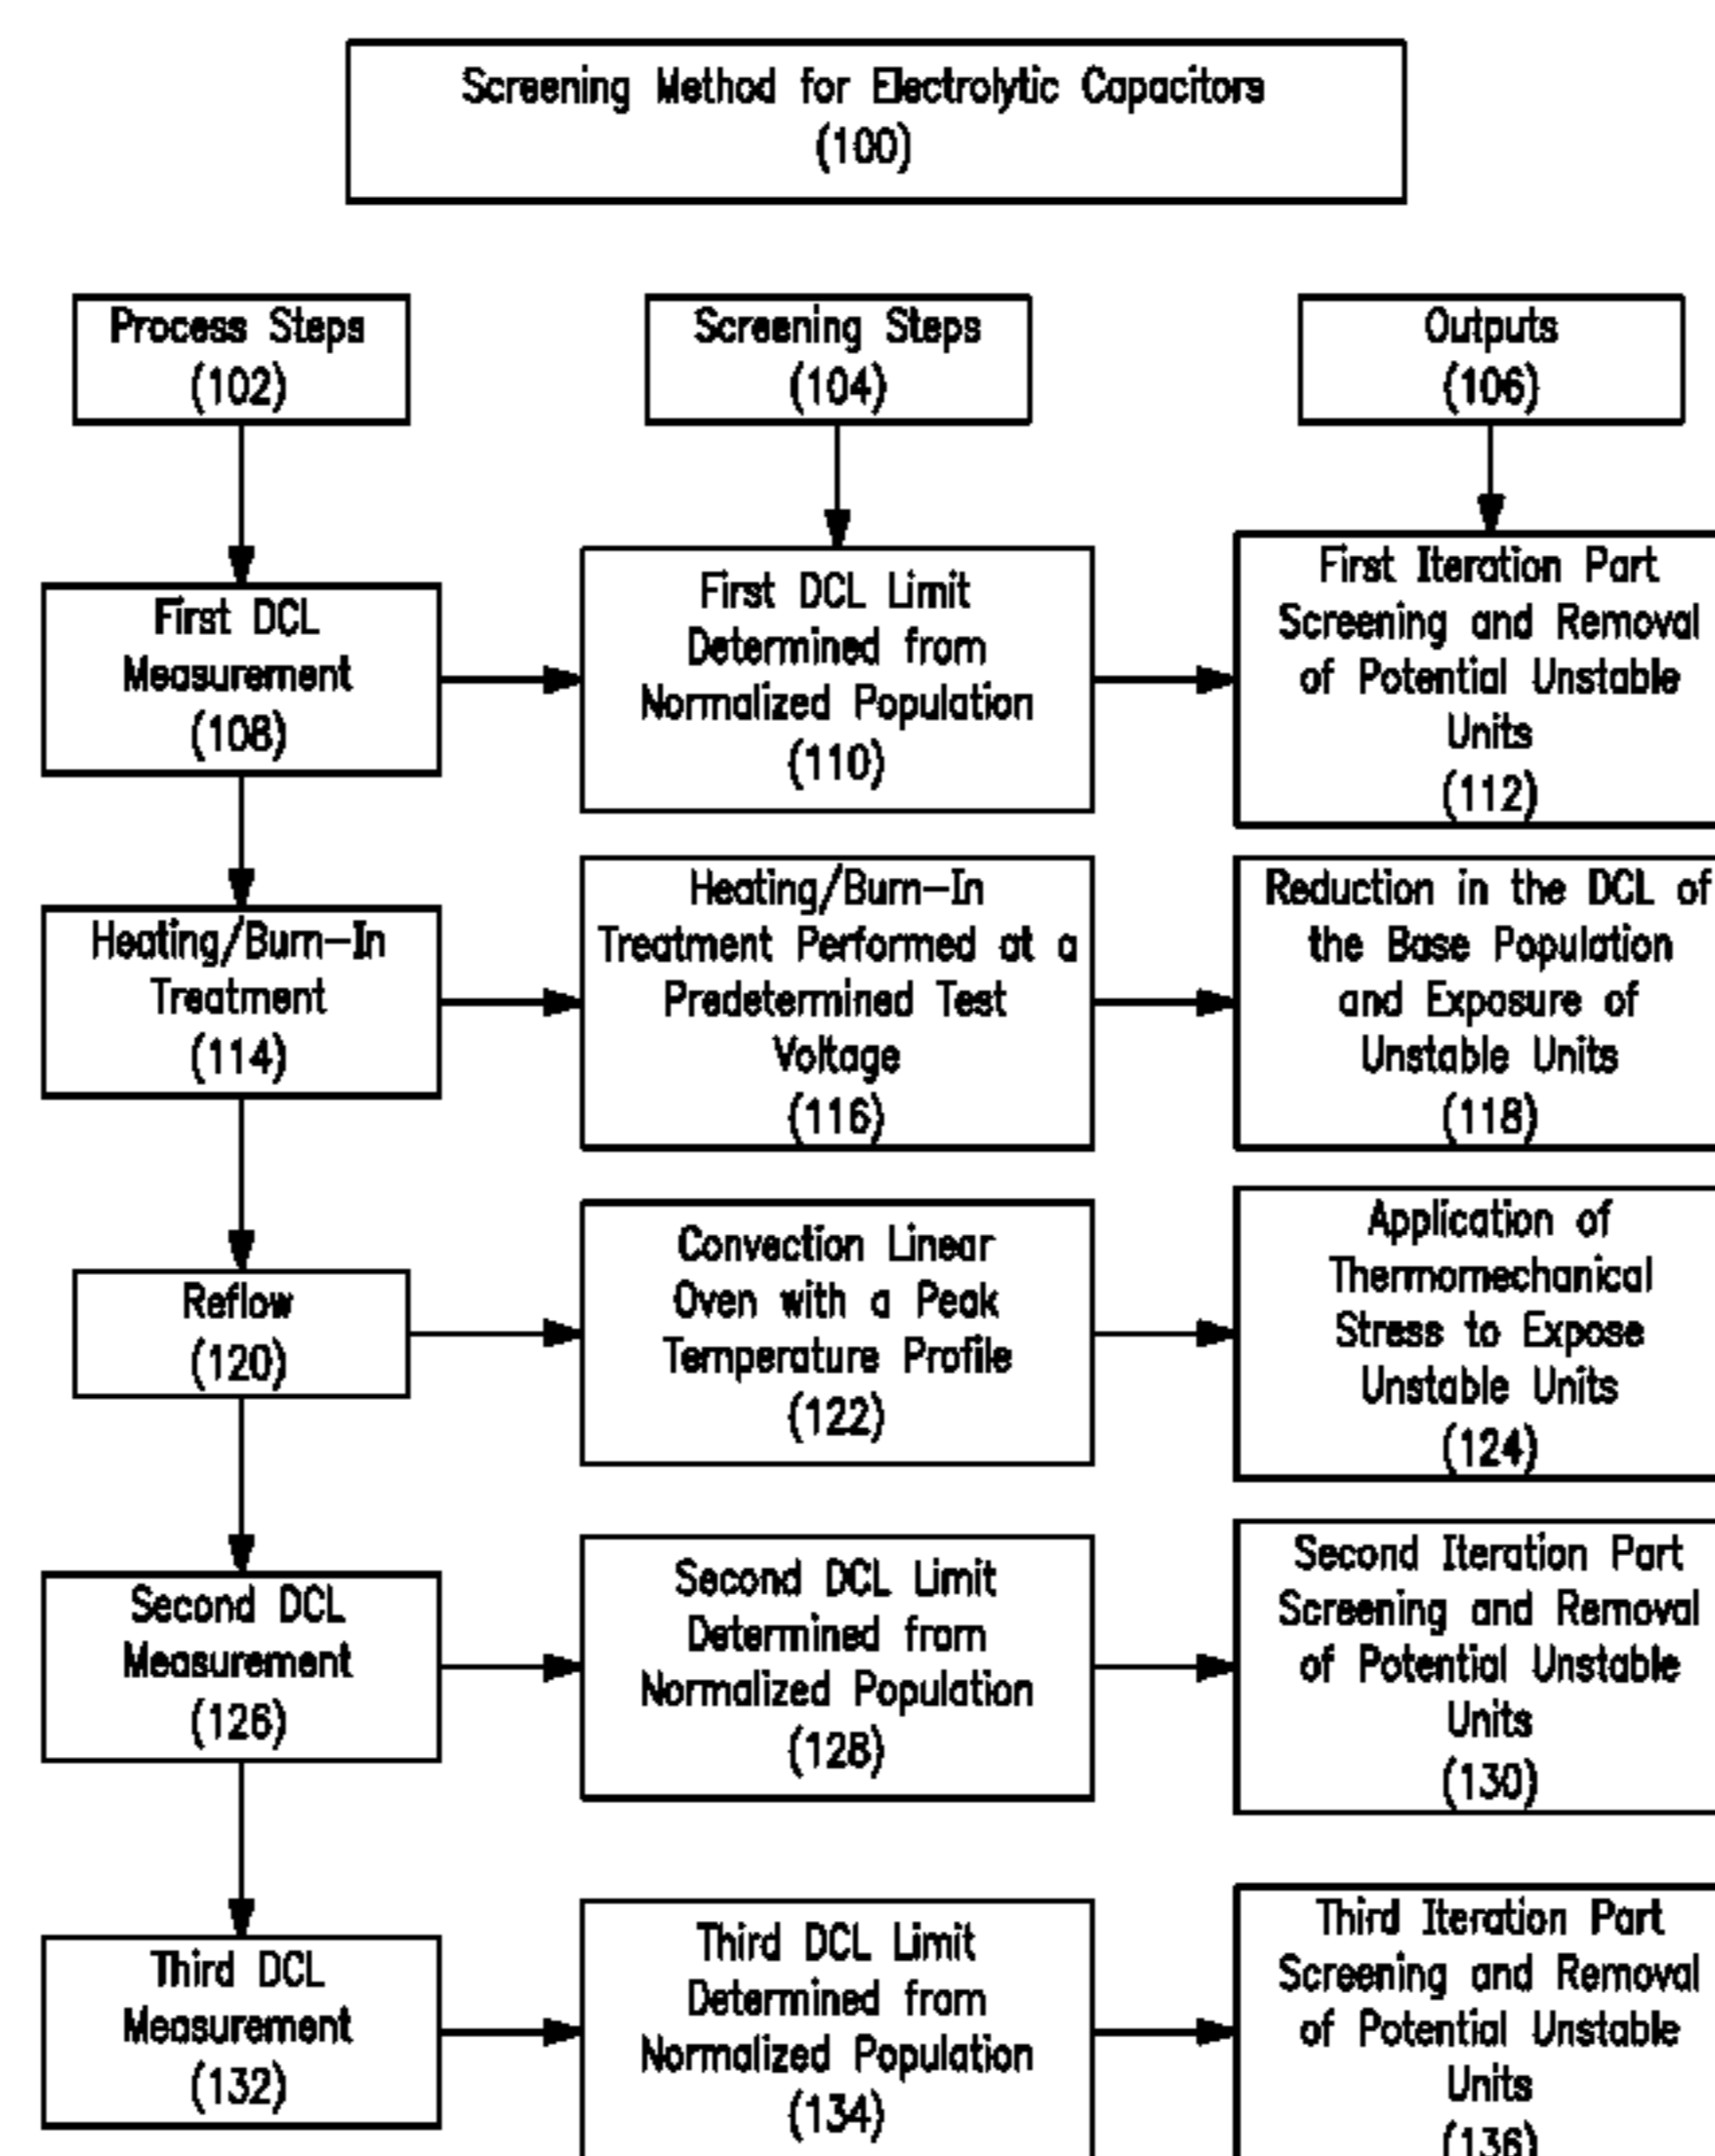 Screening Method for Electrolytic Capacitors
(100)
Process Steps
(102)
Screening Steps
(104)
Outputs
(106)
First DCL
Measurement
(108)
First DCL Limit
Determined from
Normalized Population
(110)
First Iteration Part
Screening and Removal
of Potential Unstable
Units
(112)
Heating/Burn-In
Treatment
(114)
Heating/Burn-In
Treatment Performed at a
Predetermined Test
Voltage
(116)
Reduction in the DCL of
the Base Population
and Exposure of
Unstable Units
(118)
Reflow
(120)
Convection Linear
Oven with a Peak
Temperature Profile
(122)
Application of
Thermomechanical
Stress to Expose
Unstable Units
(124)
Second DCL
Measurement
(126)
Second DCL Limit
Determined from
Normalized Population
(128)
Second Iteration Part
Screening and Removal
of Potential Unstable
Units
(130)
Third DCL
Measurement
(132)
Third DCL Limit
Determined from
Normalized Population
(134)
Third Iteration Part
Screening and Removal
of Potential Unstable
Units
(136)